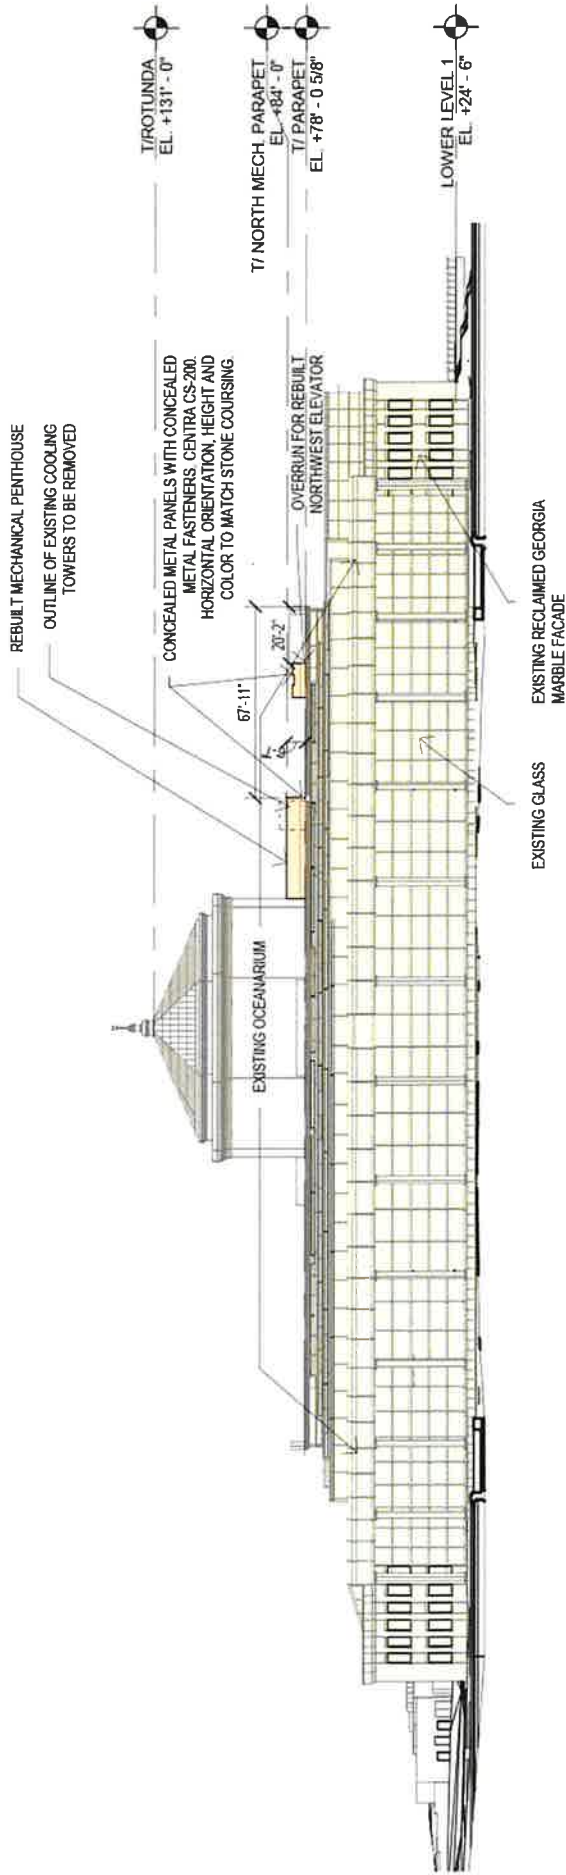 REBUILT MECHANICAL PENTHOUSE
OUTLINE OF EXISTING COOLING
TOWERS TO BE REMOVED
CONCEALED METAL PANELS WITH CONCEALED
METAL FASTENERS, CENTRA CS-200.
HORIZONTAL ORIENTATION, HEIGHT AND
COLOR TO MATCH STONE COURSING.
T/ROTUNDA
EL. +131' - 0"
T/ NORTH MECH. PARAPET
EL. +84' - 0"
T/ PARAPET
EL. +78' - 0 5/8"
LOWER LEVEL 1
EL. +24' - 6"
67'-11"
20'-2"
OVERRUN FOR REBUILT
NORTHWEST ELEVATOR
EXISTING OCEANARIUM
EXISTING GLASS
EXISTING RECLAIMED GEORGIA
MARBLE FACADE